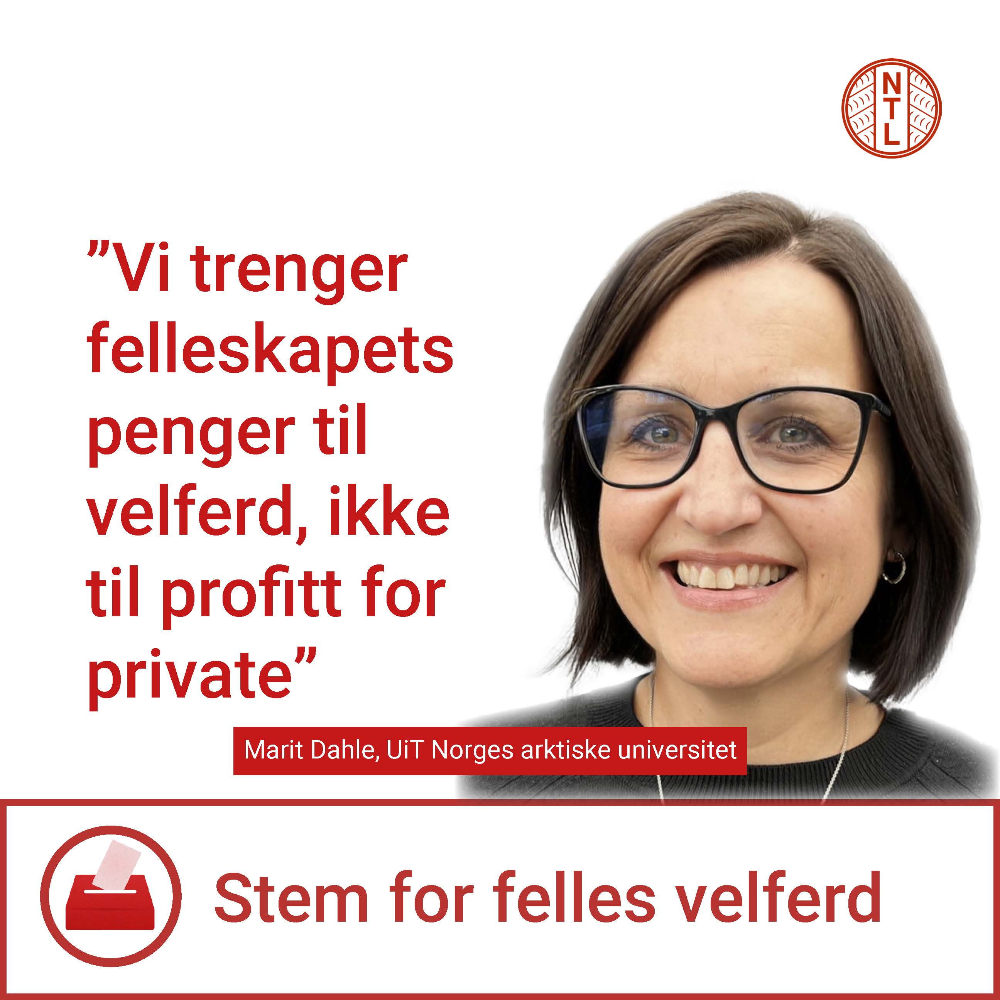 N
T
L
”Vi trenger
felleskapets
penger til
velferd, ikke
til profitt for
private”
Marit Dahle, UiT Norges arktiske universitet
Stem for felles velferd